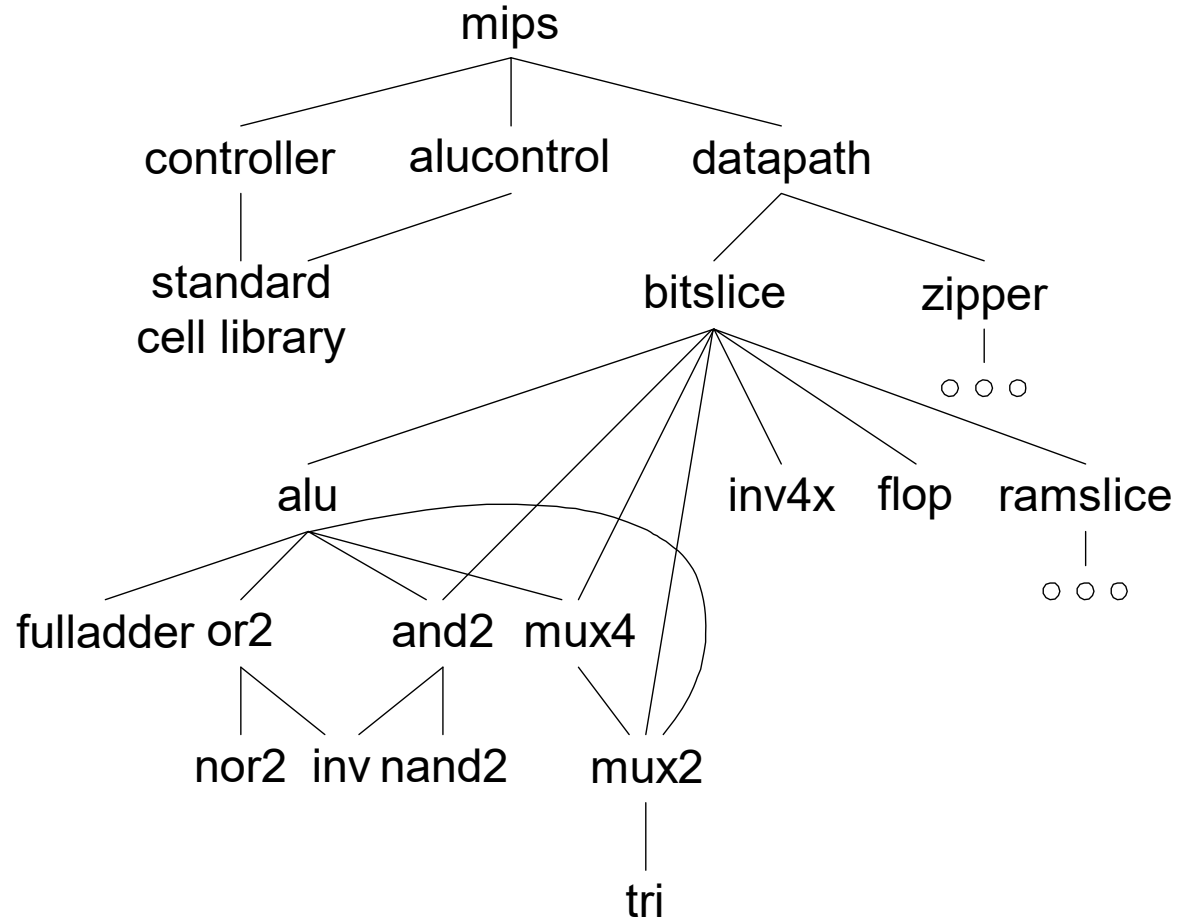 mips
controller alucontrol datapath
standard
cell library
bitslice zipper
alu inv4x flop ramslice
fulladder or2 and2 mux4
nor2 inv nand2 mux2
tri